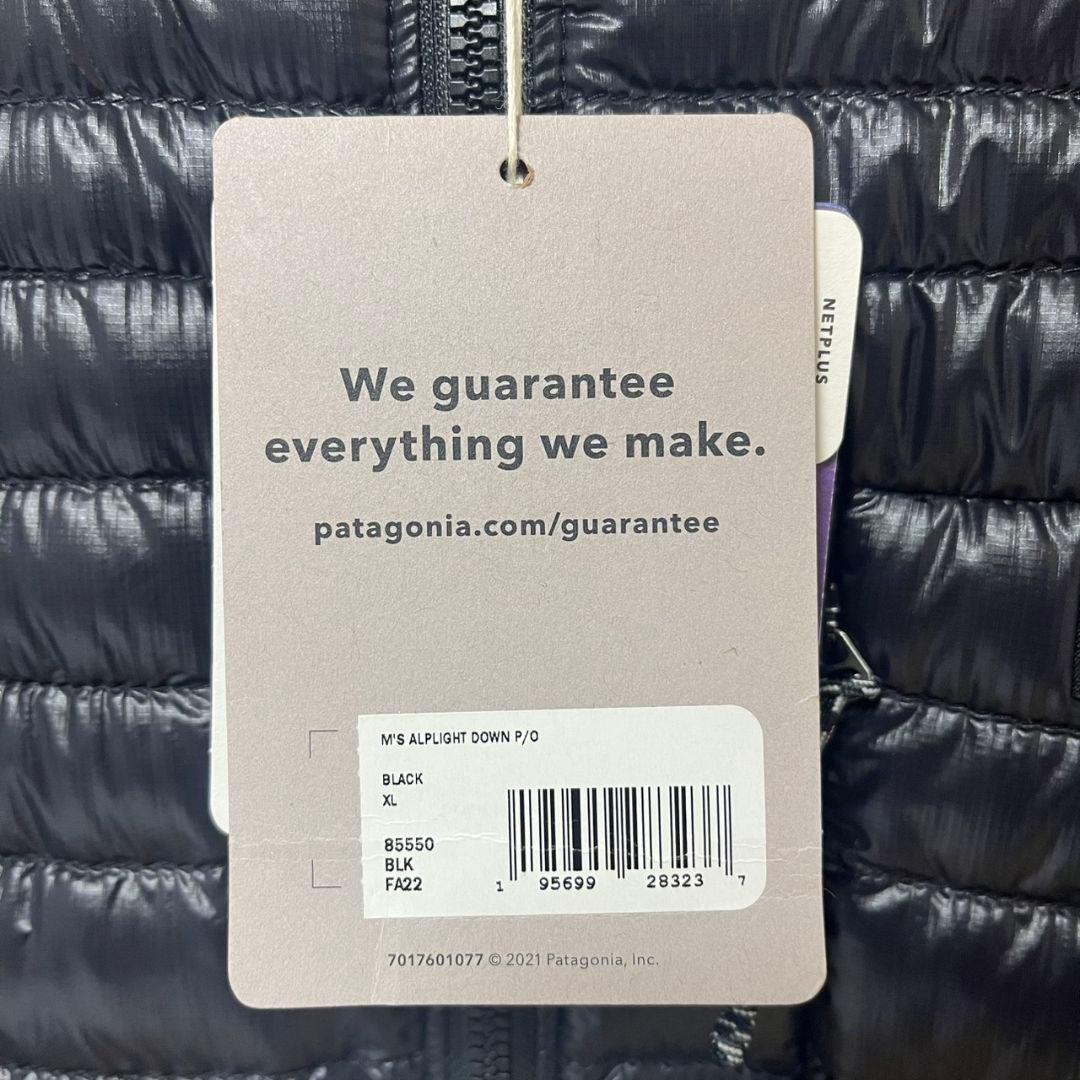 We guarantee
everything we make.
patagonia.com/guarantee
NETPLUS
M'S ALPLIGHT DOWN P/O
BLACK
XL
85550
BLK
FA22
1 95699 28323 7
7017601077 © 2021 Patagonia, Inc.